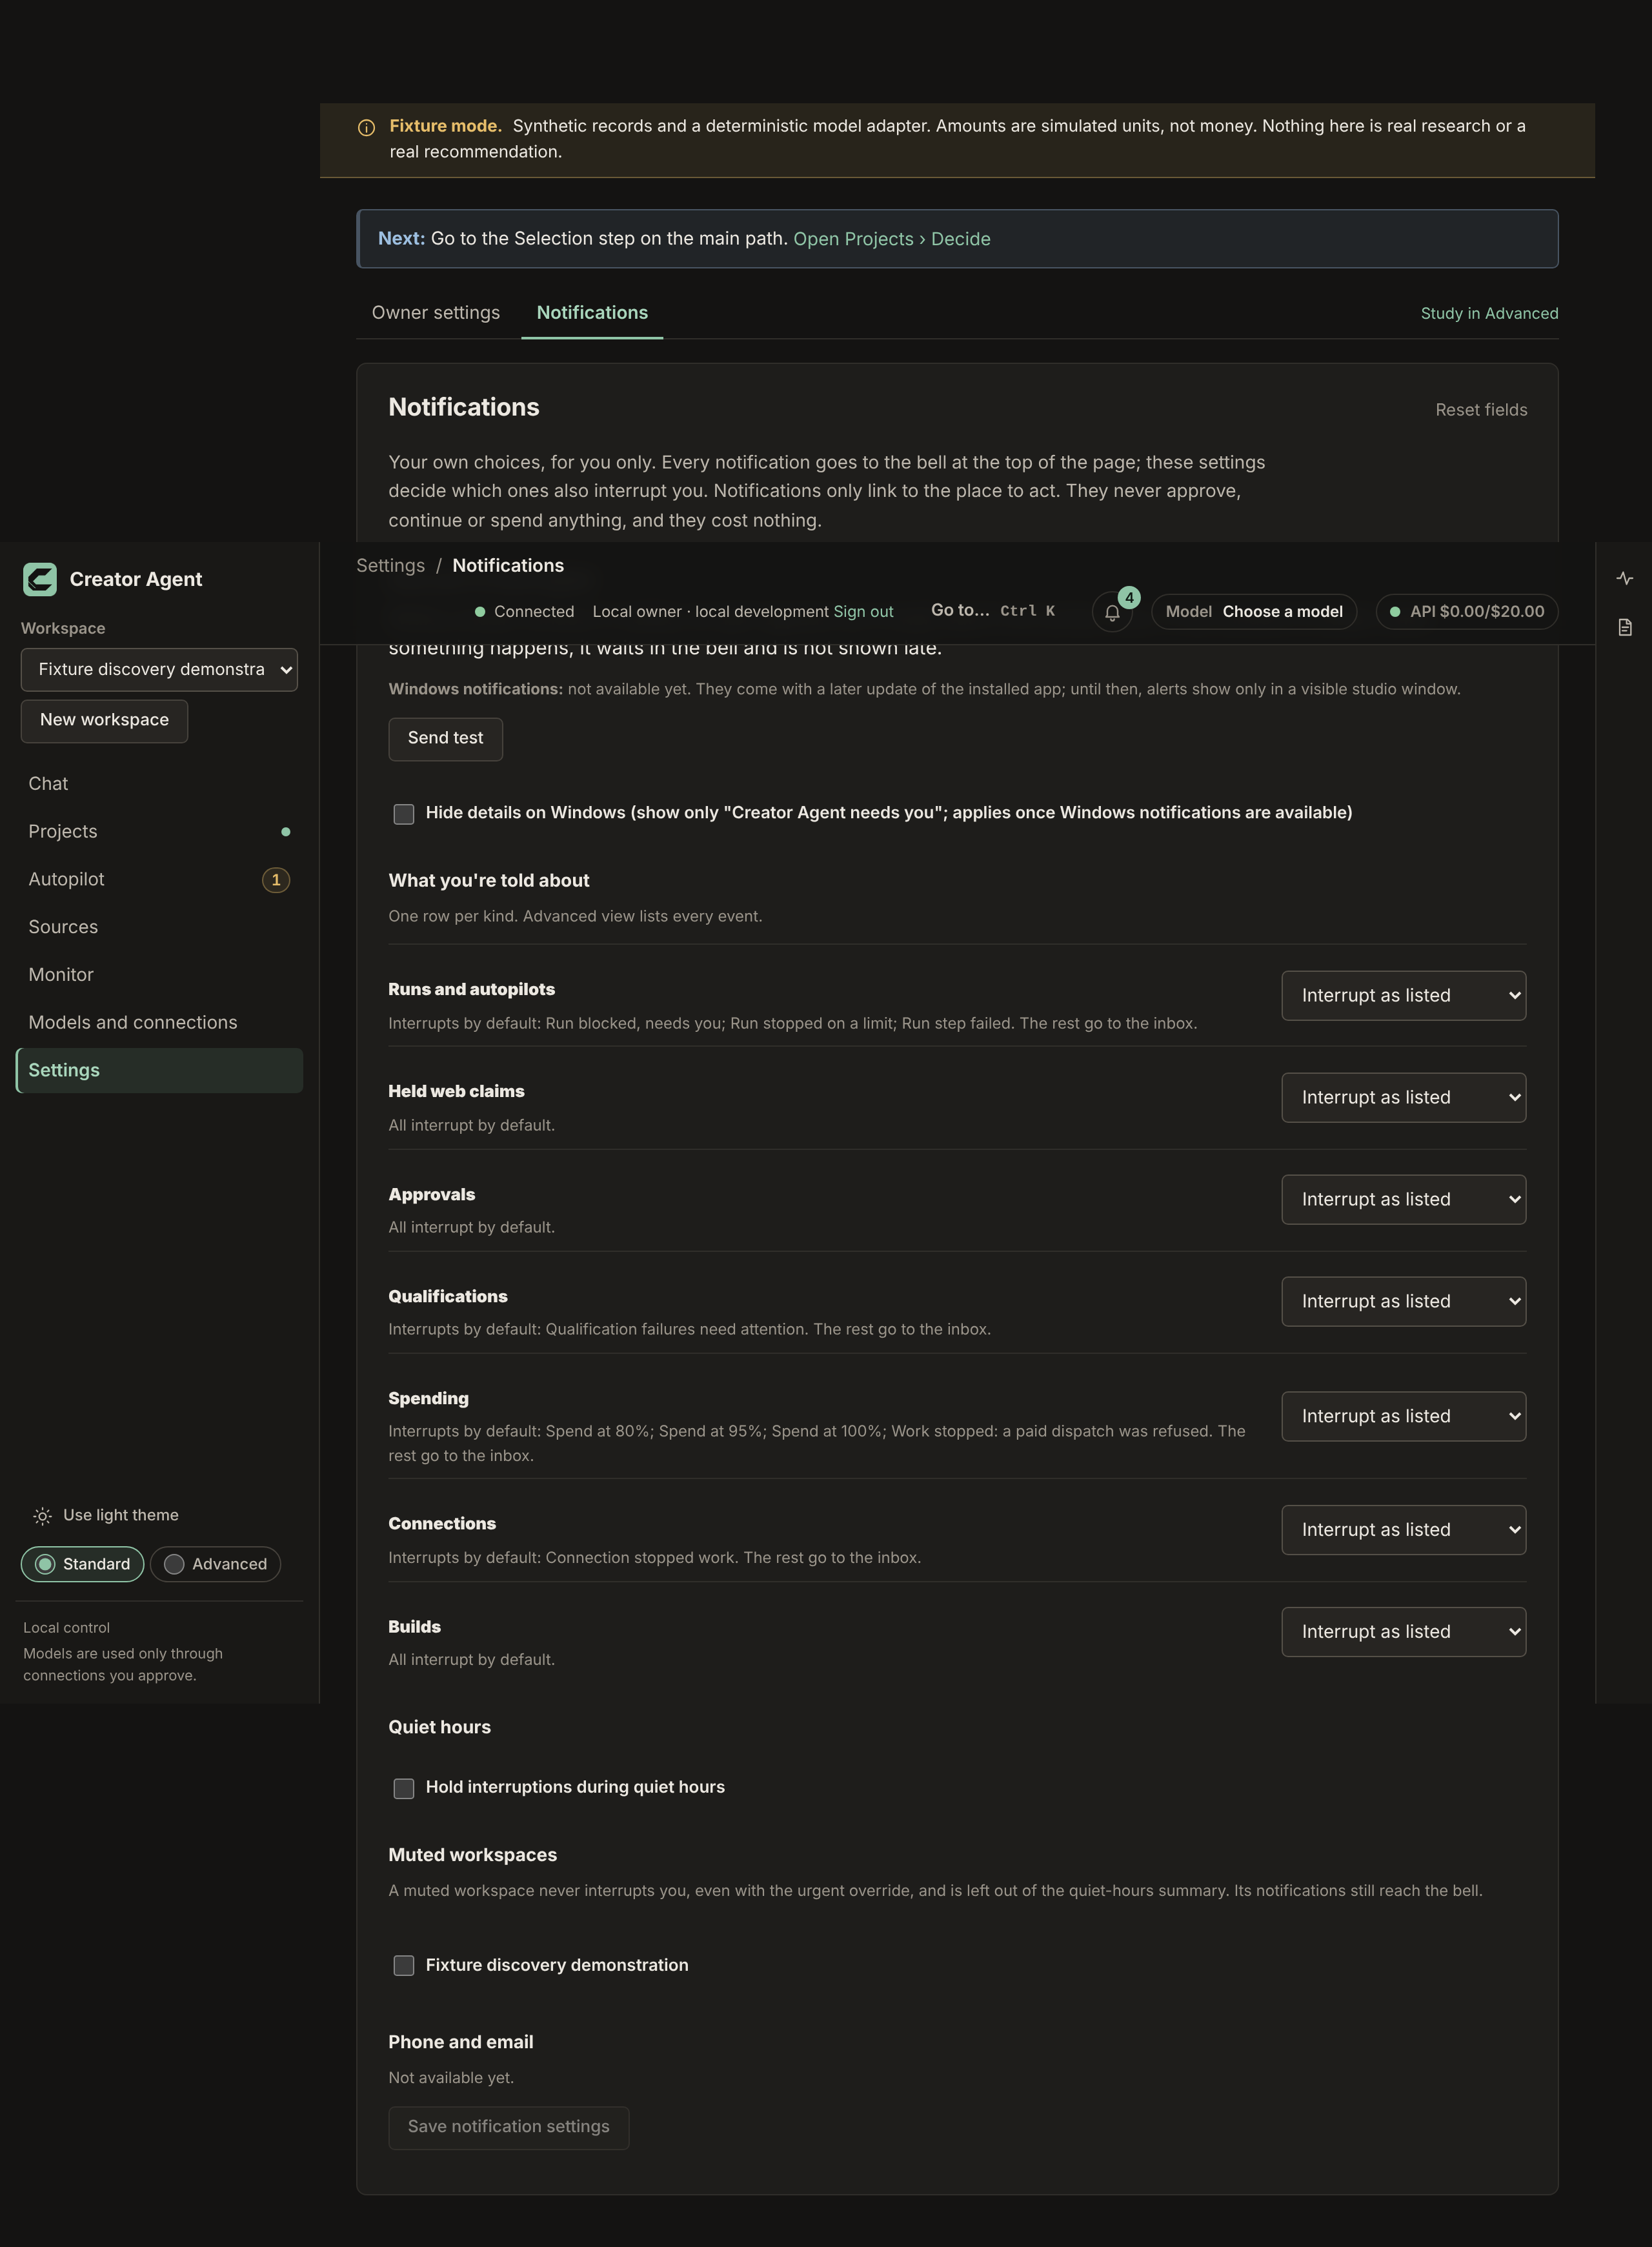 Fixture mode. Synthetic records and a deterministic model adapter. Amounts are simulated units, not money. Nothing here is real research or a
real recommendation.
Next: Go to the Selection step on the main path. Open Projects › Decide
Owner settings
Notifications
Study in Advanced
Notifications
Reset fields
Your own choices, for you only. Every notification goes to the bell at the top of the page; these settings
decide which ones also interrupt you. Notifications only link to the place to act. They never approve,
continue or spend anything, and they cost nothing.
Creator Agent
Workspace
Fixture discovery demonstra
New workspace
Chat
Projects
Autopilot
1
Sources
Monitor
Models and connections
Settings
Use light theme
Standard
Advanced
Local control
Models are used only through
connections you approve.
Settings / Notifications
Connected
Local owner · local development Sign out
Go to... Ctrl K
4
Model Choose a model
API $0.00/$20.00
something happens, it waits in the bell and is not shown late.
Windows notifications: not available yet. They come with a later update of the installed app; until then, alerts show only in a visible studio window.
Send test
Hide details on Windows (show only "Creator Agent needs you"; applies once Windows notifications are available)
What you're told about
One row per kind. Advanced view lists every event.
Runs and autopilots
Interrupts by default: Run blocked, needs you; Run stopped on a limit; Run step failed. The rest go to the inbox.
Interrupt as listed
Held web claims
All interrupt by default.
Interrupt as listed
Approvals
All interrupt by default.
Interrupt as listed
Qualifications
Interrupts by default: Qualification failures need attention. The rest go to the inbox.
Interrupt as listed
Spending
Interrupts by default: Spend at 80%; Spend at 95%; Spend at 100%; Work stopped: a paid dispatch was refused. The
rest go to the inbox.
Interrupt as listed
Connections
Interrupts by default: Connection stopped work. The rest go to the inbox.
Interrupt as listed
Builds
All interrupt by default.
Interrupt as listed
Quiet hours
Hold interruptions during quiet hours
Muted workspaces
A muted workspace never interrupts you, even with the urgent override, and is left out of the quiet-hours summary. Its notifications still reach the bell.
Fixture discovery demonstration
Phone and email
Not available yet.
Save notification settings